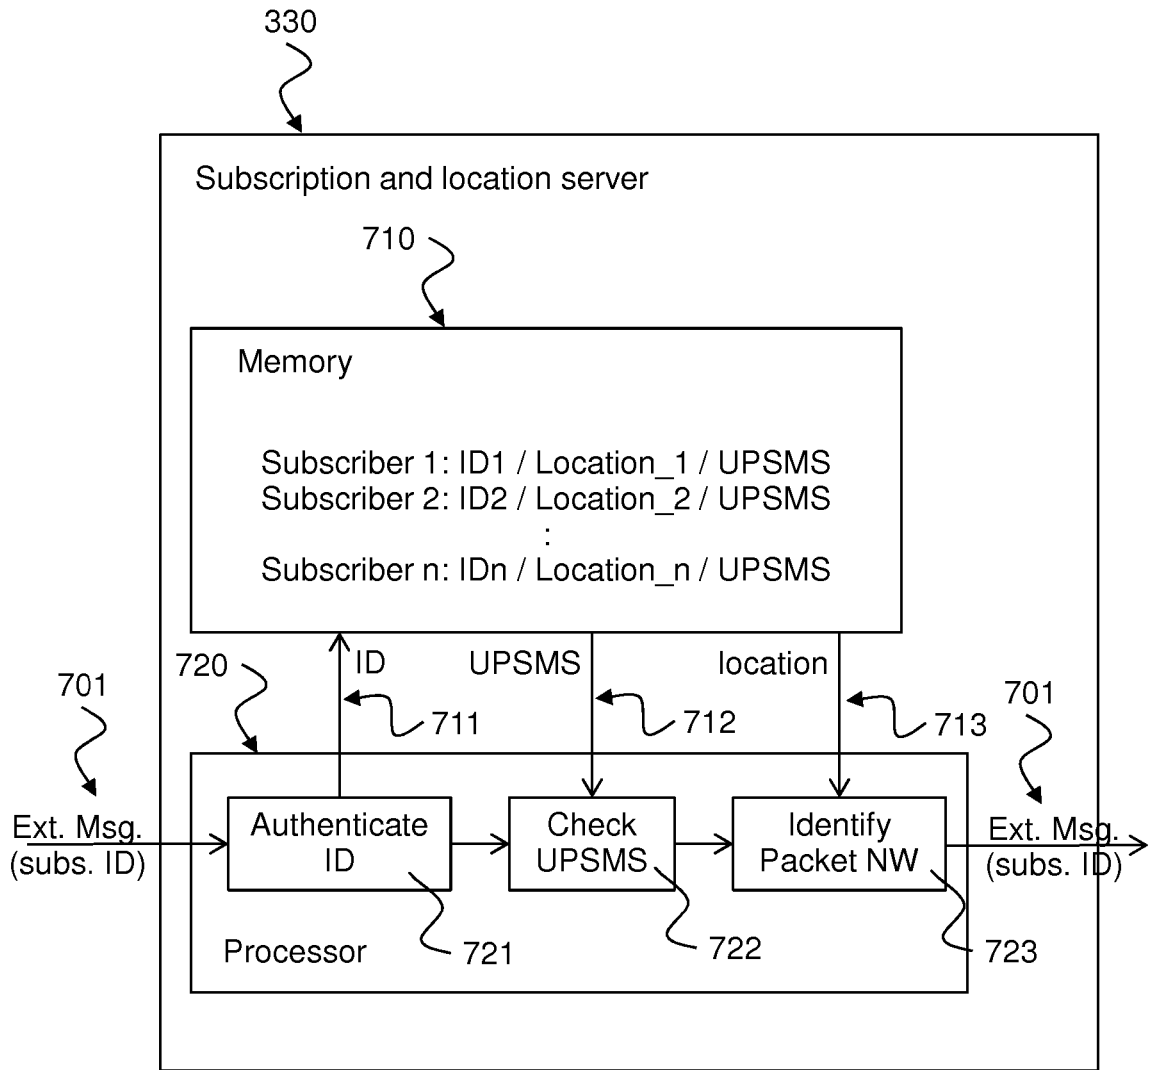 330
Subscription and location server
710
Memory
Subscriber 1: ID1 / Location_1 / UPSMS
Subscriber 2: ID2 / Location_2 / UPSMS
:
Subscriber n: IDn / Location_n / UPSMS
720
ID
UPSMS
location
701
711
712
713
701
Ext. Msg.
(subs. ID)
Authenticate
ID
Check
UPSMS
Identify
Packet NW
Ext. Msg.
(subs. ID)
Processor
721
722
723